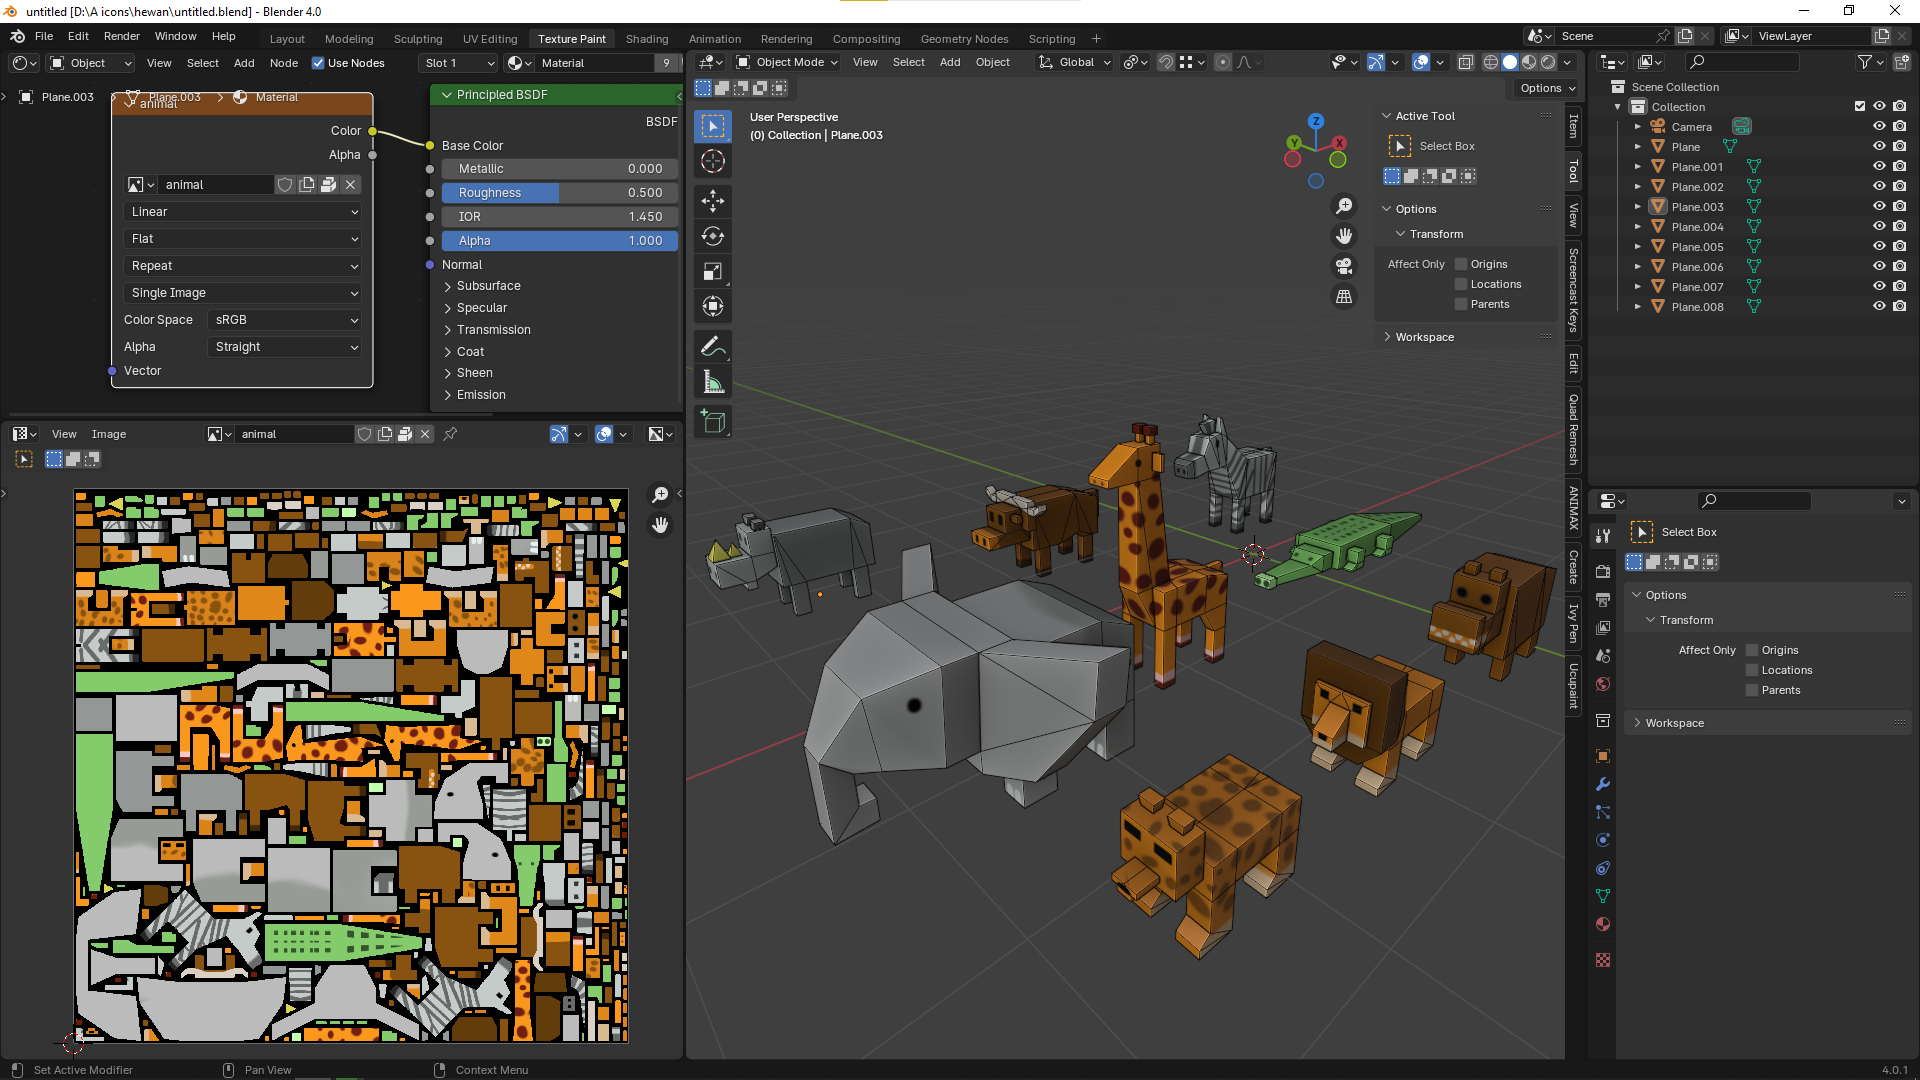 untitled [D:\A icons\hewan\untitled.blend] - Blender 4.0
File Edit Render Window Help
Layout Modeling Sculpting UV Editing Texture Paint Shading Animation Rendering Compositing Geometry Nodes Scripting +
Scene
ViewLayer
Object View Select Add Node Use Nodes Slot 1 Material 9
Plane.003 > Plane.003 > Material
animal
Color
Alpha
animal
Linear
Flat
Repeat
Single Image
Color Space sRGB
Alpha Straight
Vector
Principled BSDF
BSDF
Base Color
Metallic 0.000
Roughness 0.500
IOR 1.450
Alpha 1.000
Normal
Subsurface
Specular
Transmission
Coat
Sheen
Emission
View Image animal
Object Mode View Select Add Object Global
Options
User Perspective
(0) Collection | Plane.003
Z
Y
X
Active Tool
Select Box
Options
Transform
Affect Only Origins
Locations
Parents
Workspace
Item
Tool
View
Screencast Keys
Edit
Quad Remesh
ANIMAX
Create
Ivy Pen
Ucupaint
Scene Collection
Collection
Camera
Plane
Plane.001
Plane.002
Plane.003
Plane.004
Plane.005
Plane.006
Plane.007
Plane.008
Select Box
Options
Transform
Affect Only Origins
Locations
Parents
Workspace
Set Active Modifier
Pan View
Context Menu
4.0.1